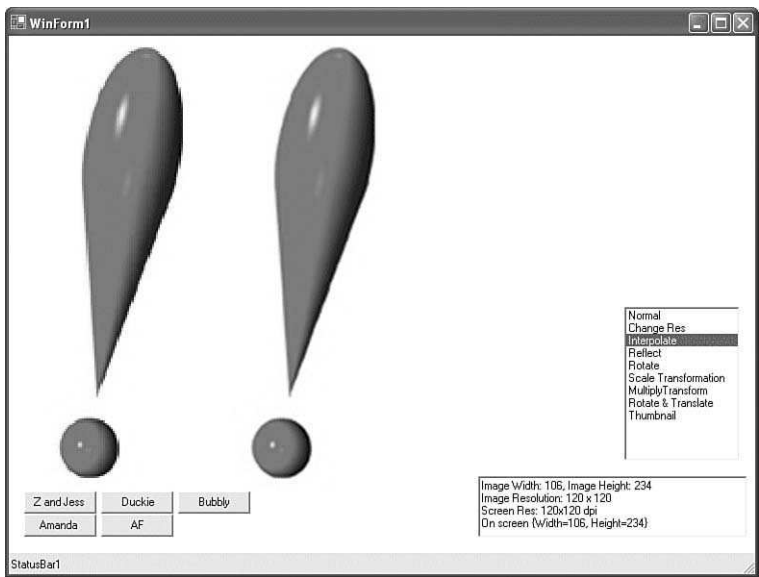 WinForm1
Normal
Change Res
Interpolate
Reflect
Rotate
Scale Transformation
MultiplyTransform
Rotate & Translate
Thumbnail
Z and Jess
Duckie
Bubbly
Amanda
AF
Image Width: 106, Image Height: 234
Image Resolution: 120 x 120
Screen Res: 120x120 dpi
On screen {Width=106, Height=234}
StatusBar1